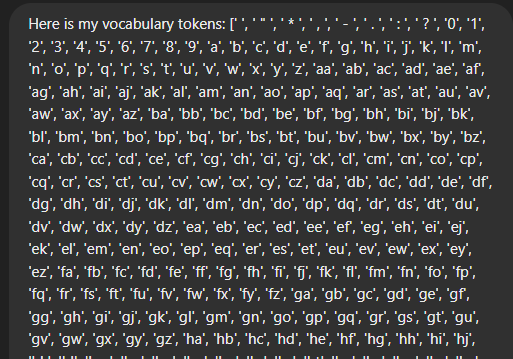 Here is my vocabulary tokens: [' ', ' " ', ' * ', ' , ', ' - ', ' . ', ' : ', ' ? ', '0', '1',
'2', '3', '4', '5', '6', '7', '8', '9', 'a', 'b', 'c', 'd', 'e', 'f', 'g', 'h', 'i', 'j', 'k', 'l', 'm',
'n', 'o', 'p', 'q', 'r', 's', 't', 'u', 'v', 'w', 'x', 'y', 'z', 'aa', 'ab', 'ac', 'ad', 'ae', 'af',
'ag', 'ah', 'ai', 'aj', 'ak', 'al', 'am', 'an', 'ao', 'ap', 'aq', 'ar', 'as', 'at', 'au', 'av',
'aw', 'ax', 'ay', 'az', 'ba', 'bb', 'bc', 'bd', 'be', 'bf', 'bg', 'bh', 'bi', 'bj', 'bk',
'bl', 'bm', 'bn', 'bo', 'bp', 'bq', 'br', 'bs', 'bt', 'bu', 'bv', 'bw', 'bx', 'by', 'bz',
'ca', 'cb', 'cc', 'cd', 'ce', 'cf', 'cg', 'ch', 'ci', 'cj', 'ck', 'cl', 'cm', 'cn', 'co', 'cp',
'cq', 'cr', 'cs', 'ct', 'cu', 'cv', 'cw', 'cx', 'cy', 'cz', 'da', 'db', 'dc', 'dd', 'de', 'df',
'dg', 'dh', 'di', 'dj', 'dk', 'dl', 'dm', 'dn', 'do', 'dp', 'dq', 'dr', 'ds', 'dt', 'du',
'dv', 'dw', 'dx', 'dy', 'dz', 'ea', 'eb', 'ec', 'ed', 'ee', 'ef', 'eg', 'eh', 'ei', 'ej',
'ek', 'el', 'em', 'en', 'eo', 'ep', 'eq', 'er', 'es', 'et', 'eu', 'ev', 'ew', 'ex', 'ey',
'ez', 'fa', 'fb', 'fc', 'fd', 'fe', 'ff', 'fg', 'fh', 'fi', 'fj', 'fk', 'fl', 'fm', 'fn', 'fo', 'fp',
'fq', 'fr', 'fs', 'ft', 'fu', 'fv', 'fw', 'fx', 'fy', 'fz', 'ga', 'gb', 'gc', 'gd', 'ge', 'gf',
'gg', 'gh', 'gi', 'gj', 'gk', 'gl', 'gm', 'gn', 'go', 'gp', 'gq', 'gr', 'gs', 'gt', 'gu',
'gv', 'gw', 'gx', 'gy', 'gz', 'ha', 'hb', 'hc', 'hd', 'he', 'hf', 'hg', 'hh', 'hi', 'hj',